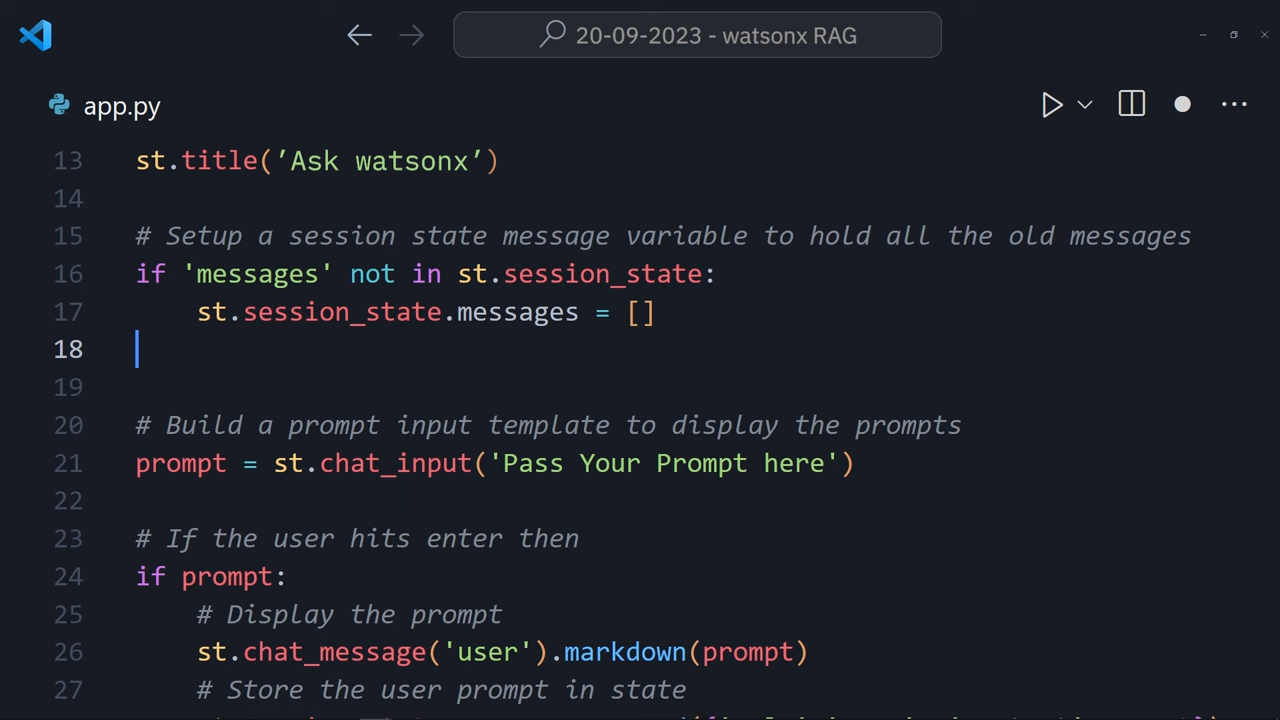 20-09-2023 - watsonx RAG
app.py
13 st.title('Ask watsonx')
14
15 # Setup a session state message variable to hold all the old messages
16 if 'messages' not in st.session_state:
17 st.session_state.messages = []
18
19
20 # Build a prompt input template to display the prompts
21 prompt = st.chat_input('Pass Your Prompt here')
22
23 # If the user hits enter then
24 if prompt:
25 # Display the prompt
26 st.chat_message('user').markdown(prompt)
27 # Store the user prompt in state